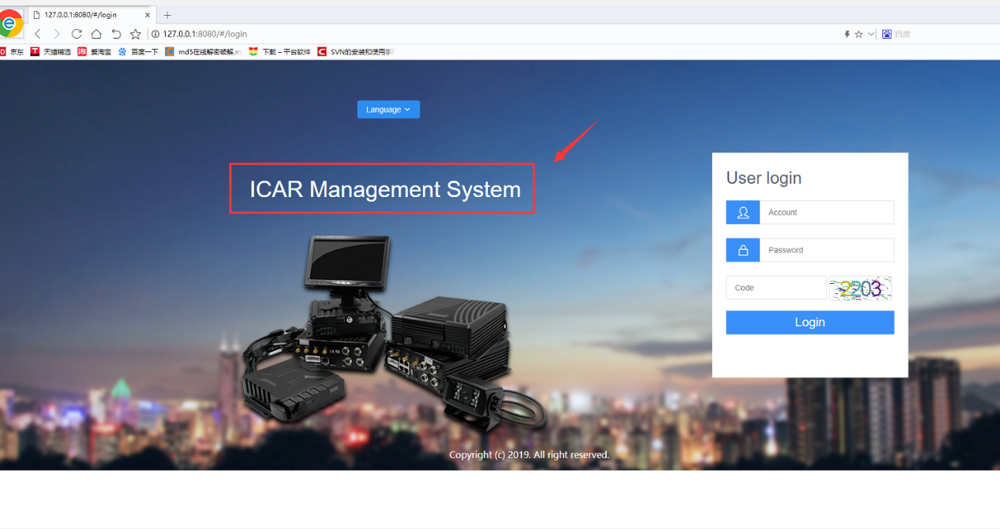 127.0.0.1:8080/#/login
127.0.0.1:8080/#/login
百度
京东 天猫精选 爱淘宝 百度一下 md5在线解密破解,m 下载 – 平台软件 SVN的安装和使用手
Language
ICAR Management System
User login
Account
Password
Code
2203
Login
Copyright (c) 2019. All right reserved.